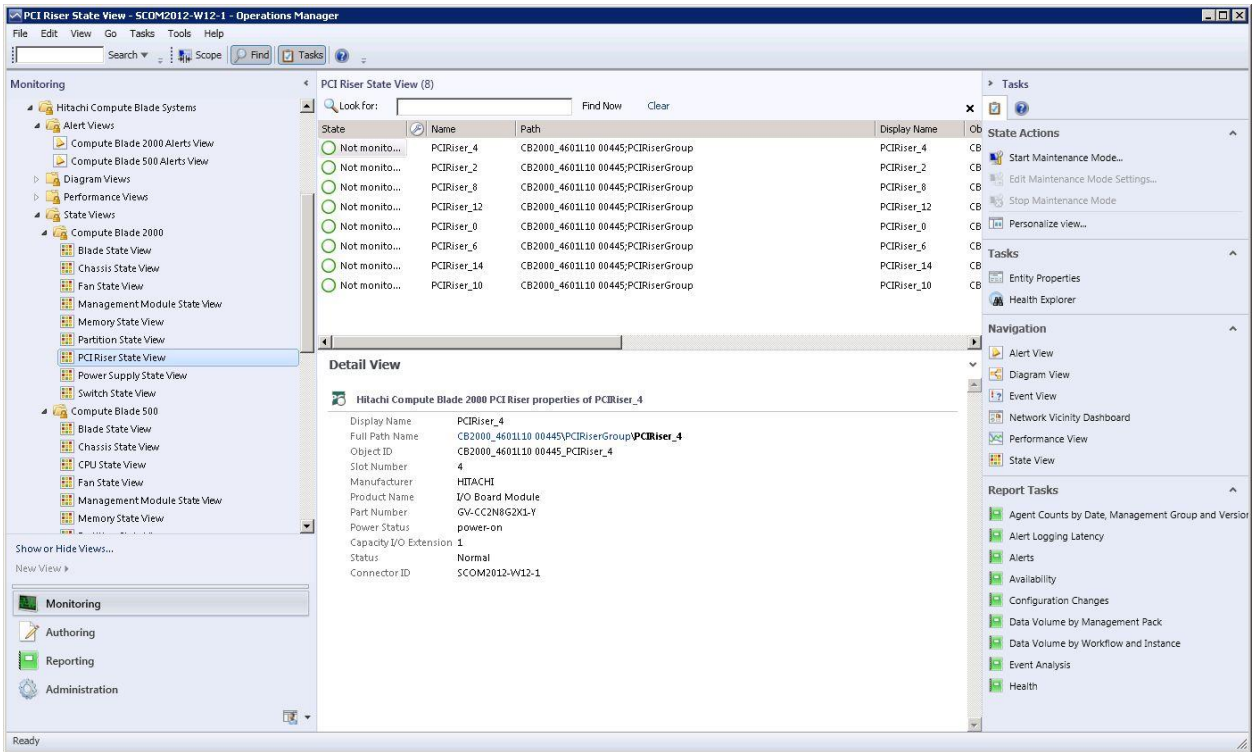 PCI Riser State View - SCOM2012-W12-1 - Operations Manager
File Edit View Go Tasks Tools Help
Search Scope Find Tasks
Monitoring
Hitachi Compute Blade Systems
Alert Views
Compute Blade 2000 Alerts View
Compute Blade 500 Alerts View
Diagram Views
Performance Views
State Views
Compute Blade 2000
Blade State View
Chassis State View
Fan State View
Management Module State View
Memory State View
Partition State View
PCI Riser State View
Power Supply State View
Switch State View
Compute Blade 500
Blade State View
Chassis State View
CPU State View
Fan State View
Management Module State View
Memory State View
Show or Hide Views...
New View
Monitoring
Authoring
Reporting
Administration
PCI Riser State View (8)
Look for: Find Now Clear
State Name Path Display Name Ob
Not monito... PCIRiser_4 CB2000_4601L10 00445;PCIRiserGroup PCIRiser_4 CB
Not monito... PCIRiser_2 CB2000_4601L10 00445;PCIRiserGroup PCIRiser_2 CB
Not monito... PCIRiser_8 CB2000_4601L10 00445;PCIRiserGroup PCIRiser_8 CB
Not monito... PCIRiser_12 CB2000_4601L10 00445;PCIRiserGroup PCIRiser_12 CB
Not monito... PCIRiser_0 CB2000_4601L10 00445;PCIRiserGroup PCIRiser_0 CB
Not monito... PCIRiser_6 CB2000_4601L10 00445;PCIRiserGroup PCIRiser_6 CB
Not monito... PCIRiser_14 CB2000_4601L10 00445;PCIRiserGroup PCIRiser_14 CB
Not monito... PCIRiser_10 CB2000_4601L10 00445;PCIRiserGroup PCIRiser_10 CB
Detail View
Hitachi Compute Blade 2000 PCI Riser properties of PCIRiser_4
Display Name PCIRiser_4
Full Path Name CB2000_4601L10 00445\PCIRiserGroup\PCIRiser_4
Object ID CB2000_4601L10 00445_PCIRiser_4
Slot Number 4
Manufacturer HITACHI
Product Name I/O Board Module
Part Number GV-CC2N8G2X1-Y
Power Status power-on
Capacity I/O Extension 1
Status Normal
Connector ID SCOM2012-W12-1
Tasks
State Actions
Start Maintenance Mode...
Edit Maintenance Mode Settings...
Stop Maintenance Mode
Personalize view...
Tasks
Entity Properties
Health Explorer
Navigation
Alert View
Diagram View
Event View
Network Vicinity Dashboard
Performance View
State View
Report Tasks
Agent Counts by Date, Management Group and Version
Alert Logging Latency
Alerts
Availability
Configuration Changes
Data Volume by Management Pack
Data Volume by Workflow and Instance
Event Analysis
Health
Ready